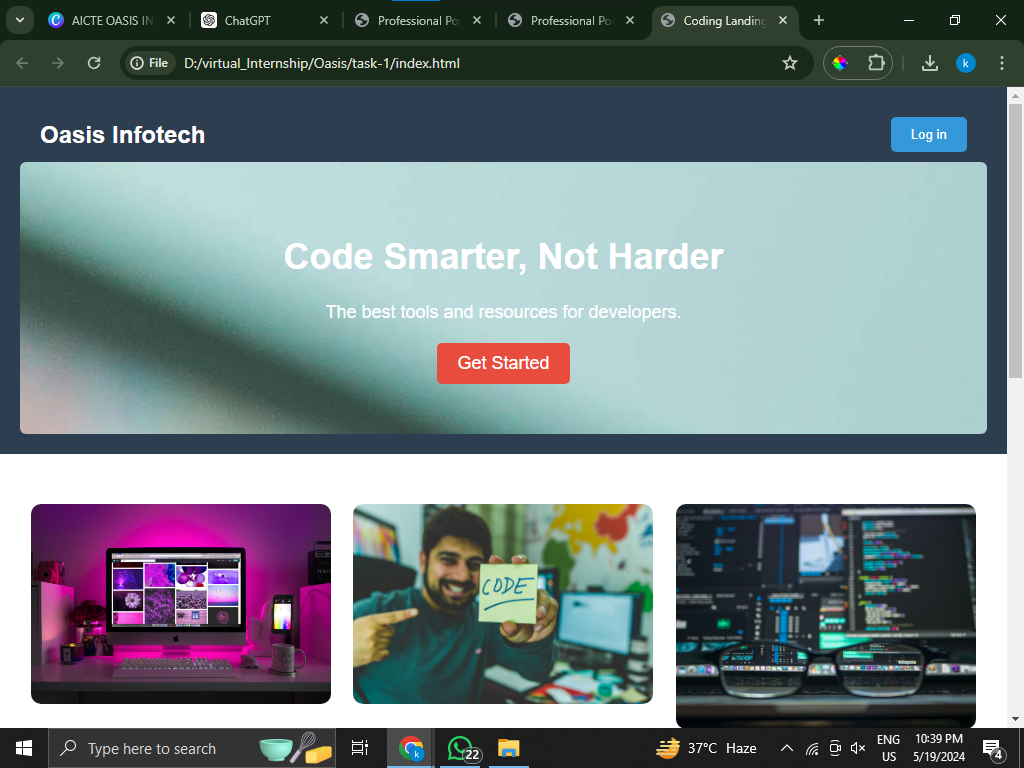 AICTE OASIS IN
ChatGPT
Professional Po
Professional Po
Coding Landing
File
D:/virtual_Internship/Oasis/task-1/index.html
k
Oasis Infotech
Log in
Code Smarter, Not Harder
The best tools and resources for developers.
Get Started
CODE
Type here to search
k
22
37°C Haze
ENG
US
10:39 PM
5/19/2024
4